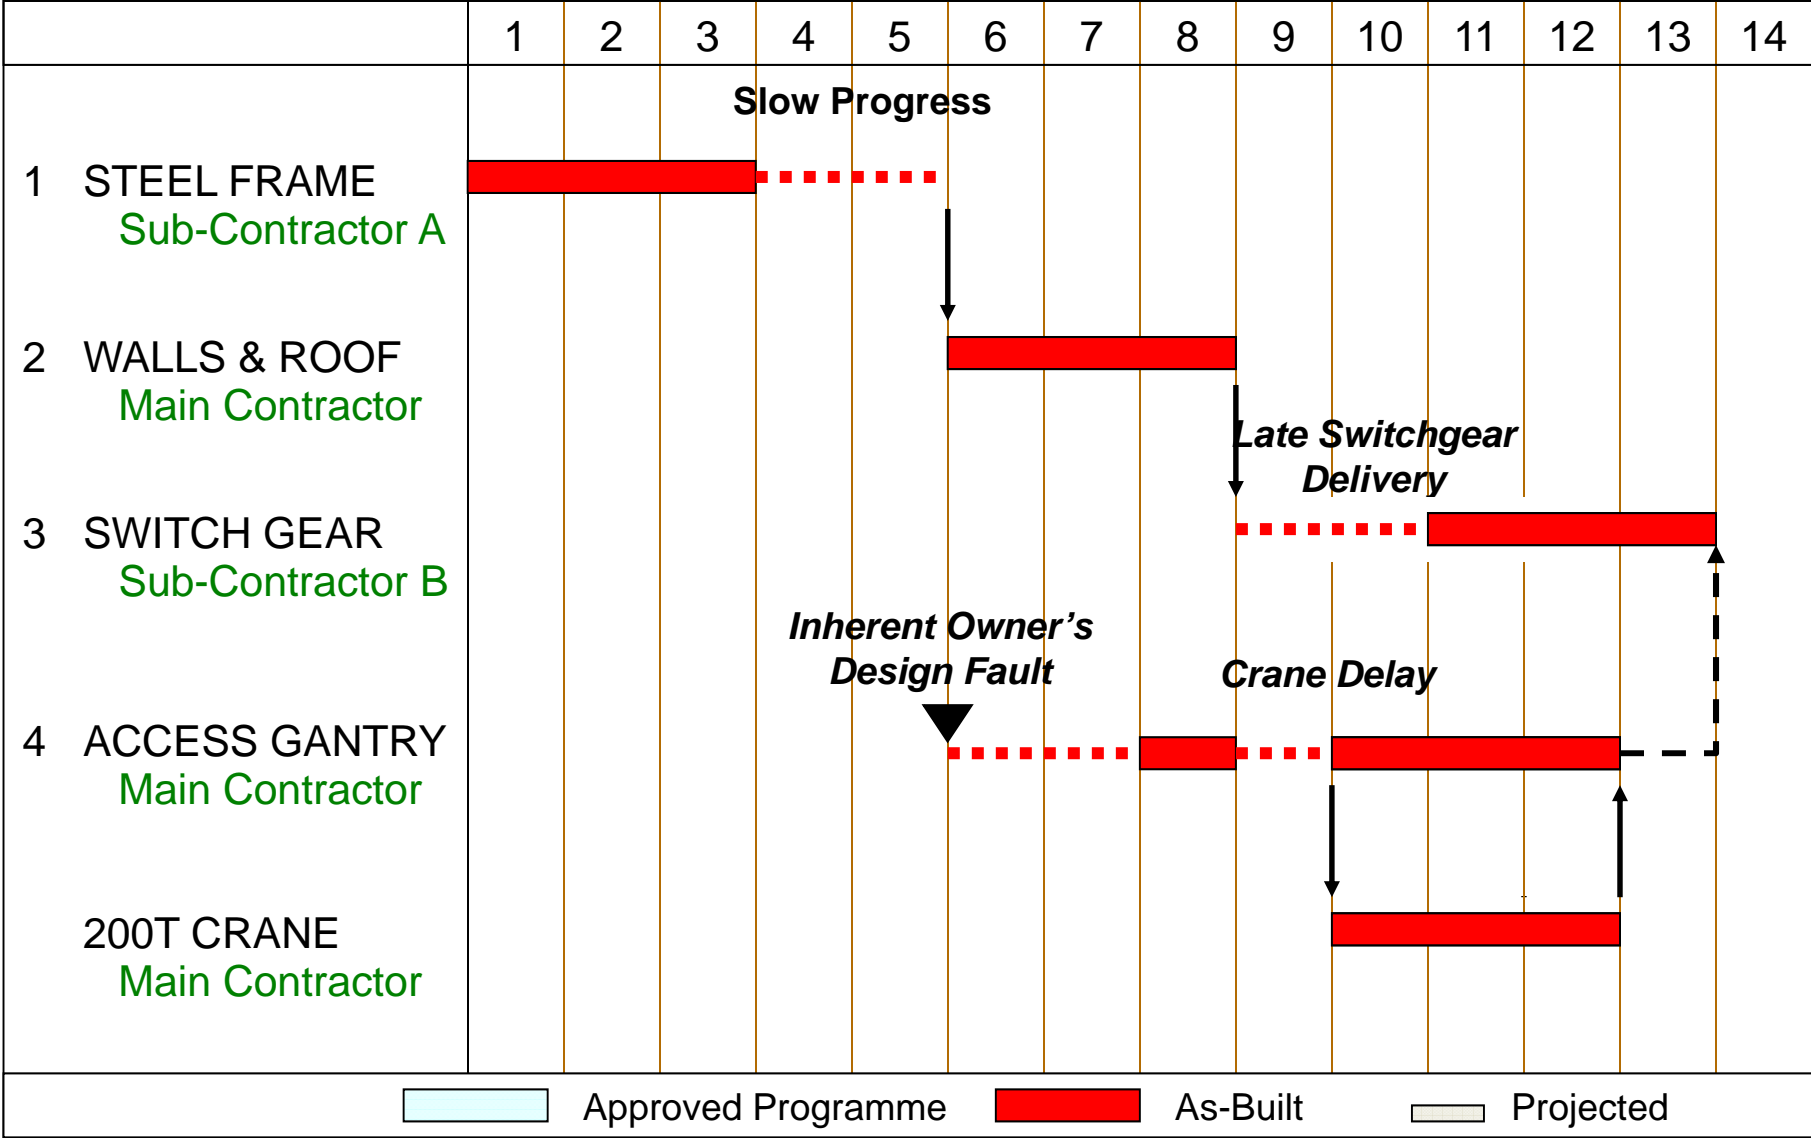 1 2 3 4 5 6 7 8 9 10 11 12 13 14
Slow Progress
1 STEEL FRAME
Sub-Contractor A
2 WALLS & ROOF
Main Contractor
Late Switchgear
Delivery
3 SWITCH GEAR
Sub-Contractor B
Inherent Owner’s
Design Fault
Crane Delay
4 ACCESS GANTRY
Main Contractor
200T CRANE
Main Contractor
Approved Programme As-Built Projected